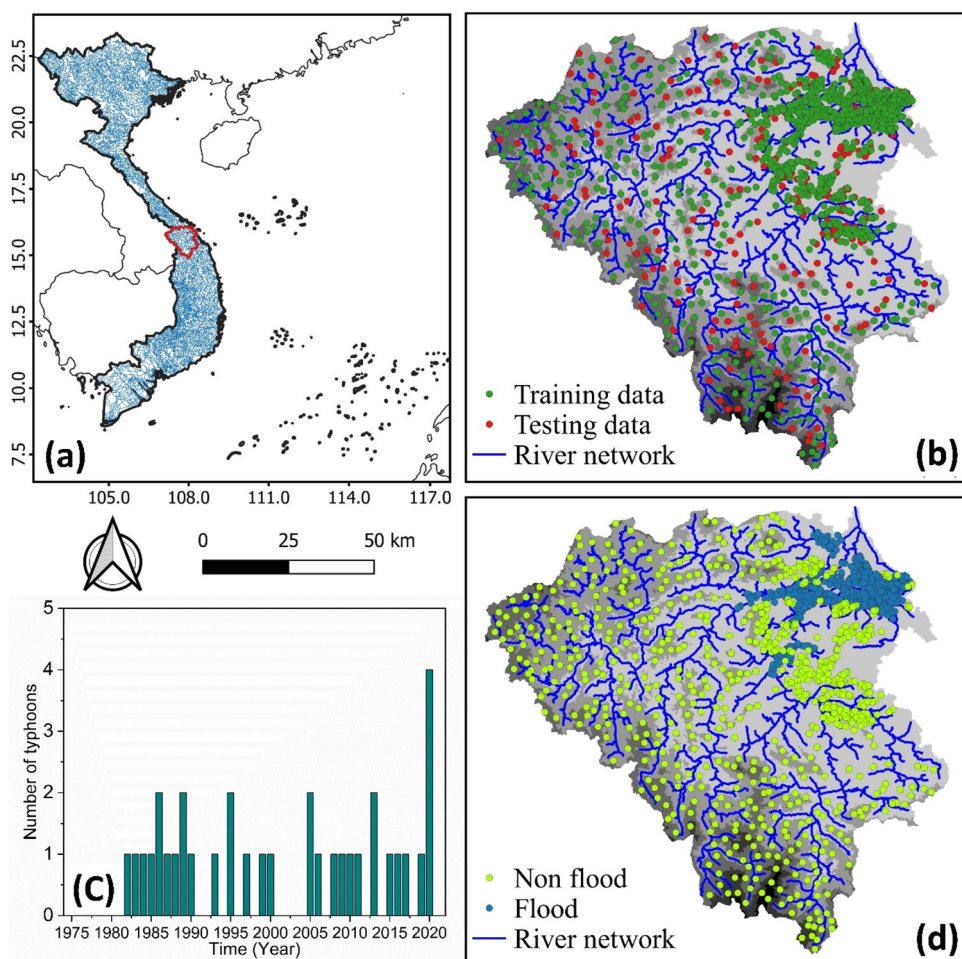 22.5
20.0
17.5
15.0
12.5
10.0
7.5
(a)
105.0 108.0 111.0 114.0 117.0
Training data
Testing data
River network
(b)
0 25 50 km
5
4
3
2
1
0
Number of typhoons
(C)
1975 1980 1985 1990 1995 2000 2005 2010 2015 2020
Time (Year)
Non flood
Flood
River network
(d)